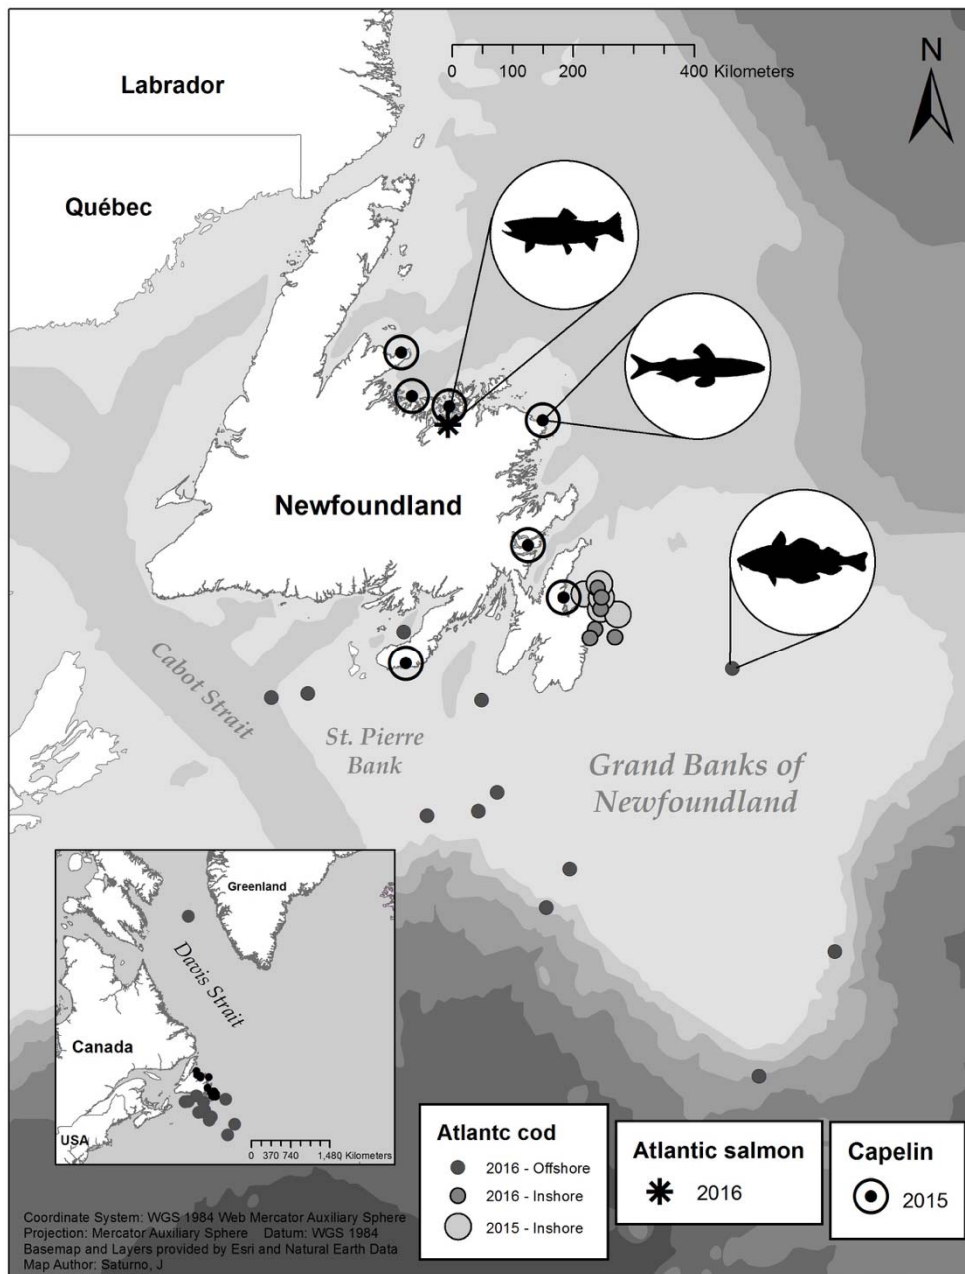 Labrador
Québec
0 100 200 400 Kilometers
N
Newfoundland
Cabot Strait
St. Pierre
Bank
Grand Banks of
Newfoundland
Greenland
Davis Strait
Canada
USA
0 370 740 1,480 Kilometers
Atlantc cod
2016 - Offshore
2016 - Inshore
2015 - Inshore
Atlantic salmon
2016
Capelin
2015
Coordinate System: WGS 1984 Web Mercator Auxiliary Sphere
Projection: Mercator Auxiliary Sphere Datum: WGS 1984
Basemap and Layers provided by Esri and Natural Earth Data
Map Author: Saturno, J